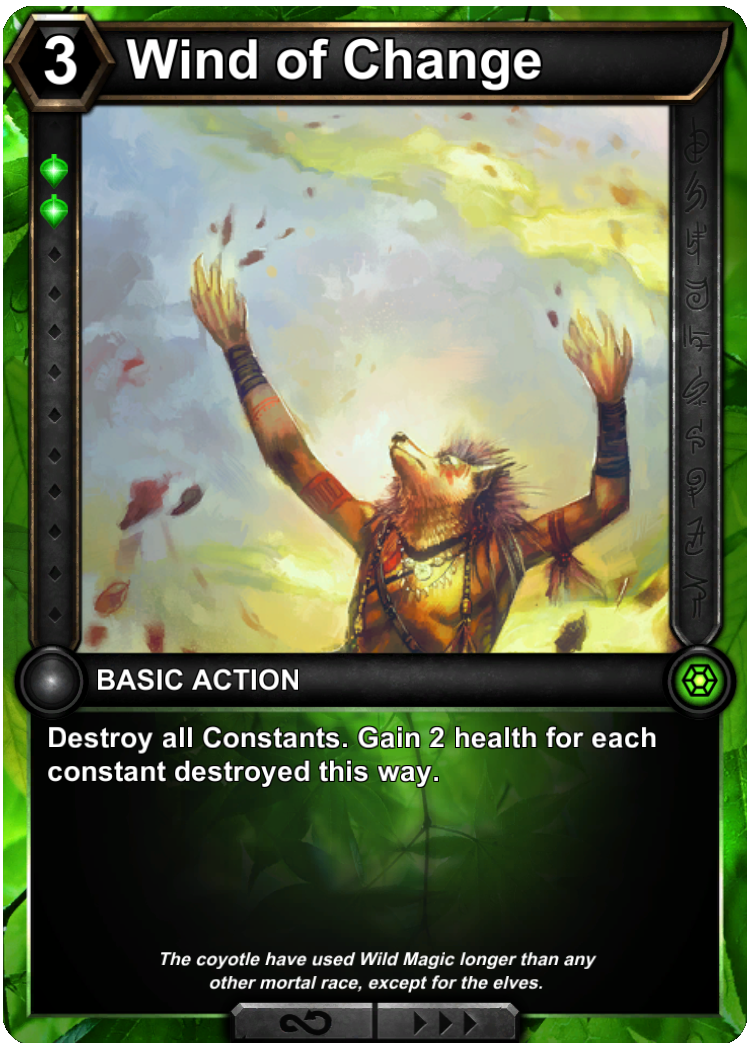 3 Wind of Change
BASIC ACTION
Destroy all Constants. Gain 2 health for each
constant destroyed this way.
The coyotle have used Wild Magic longer than any
other mortal race, except for the elves.